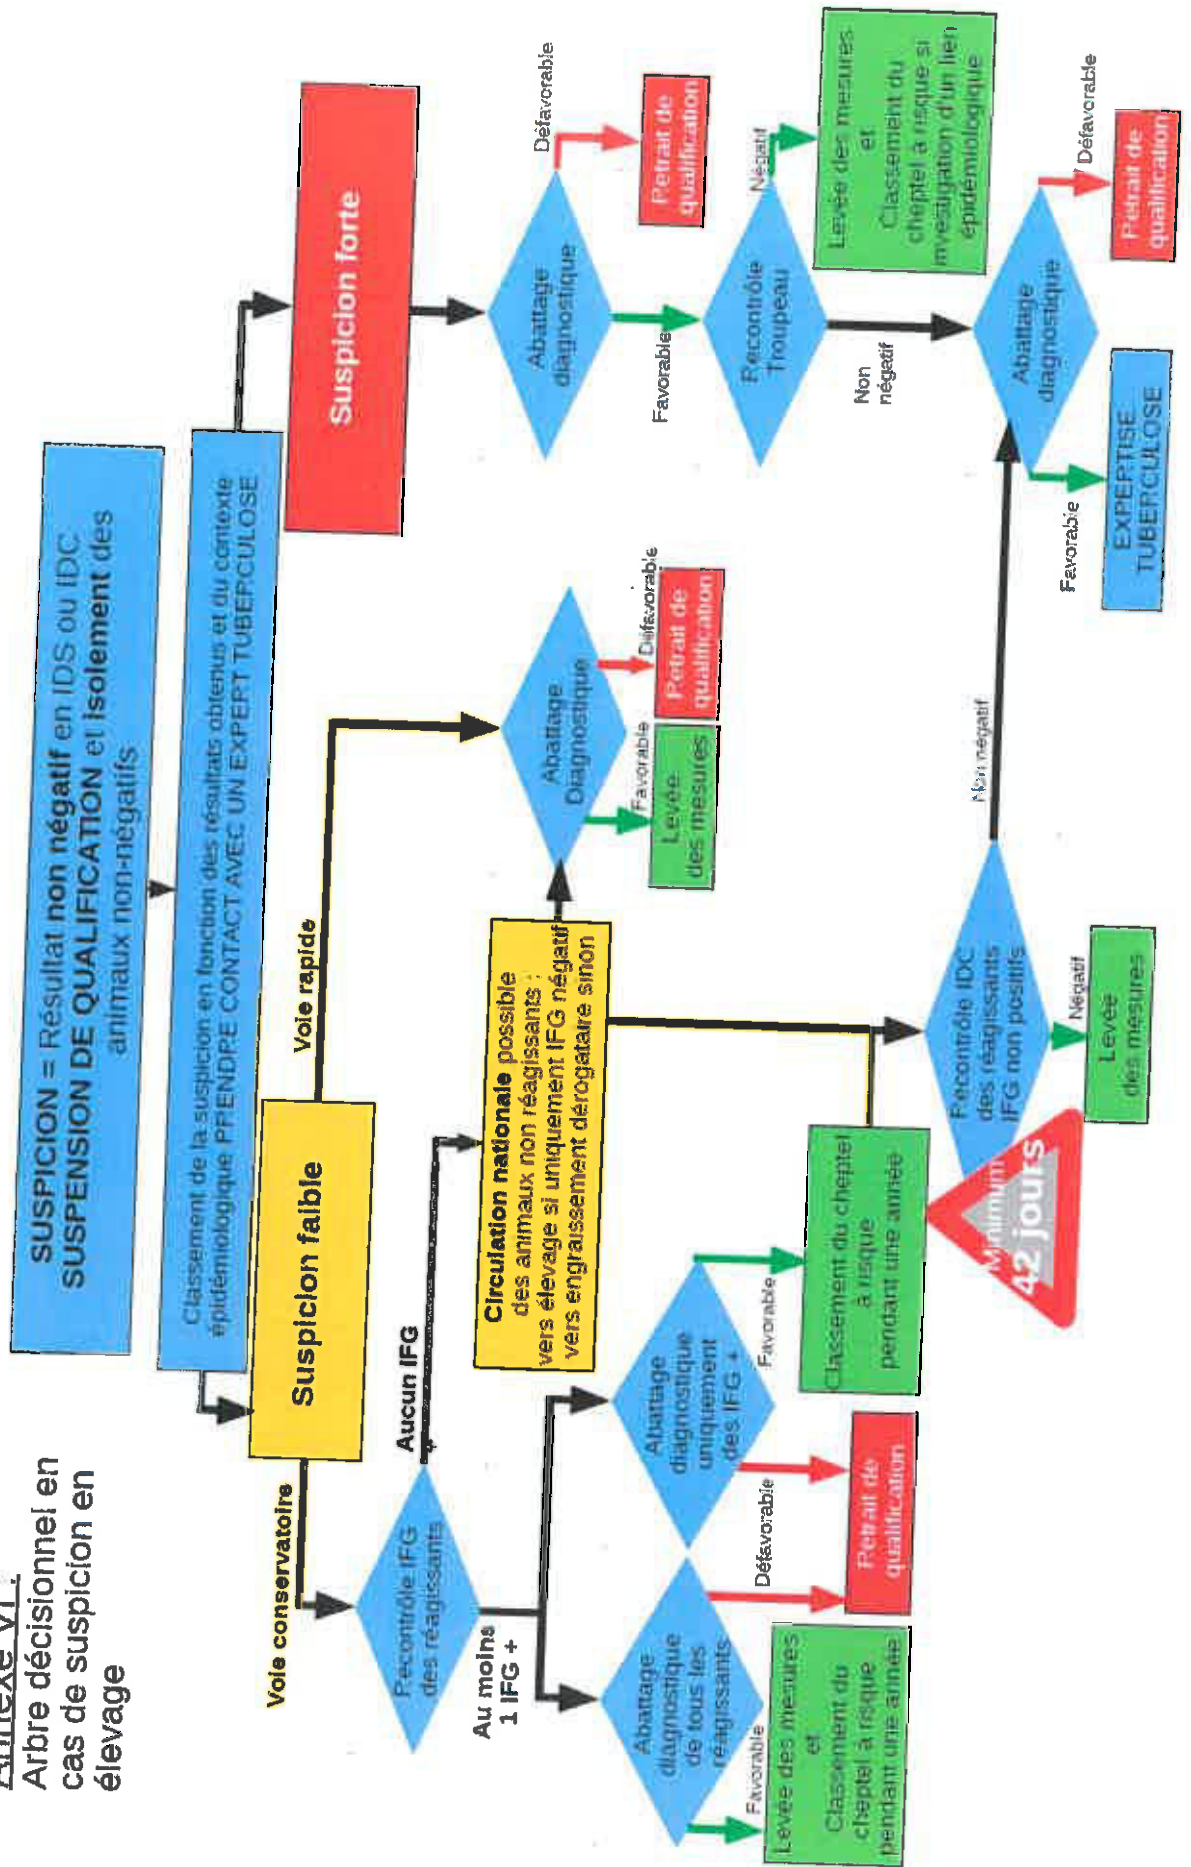 Annexe VI :
Arbre décisionnel en
cas de suspicion en
élevage
SUSPICION = Résultat non négatif en IDS ou IDC
SUSPENSION DE QUALIFICATION et isolement des
animaux non-négatifs
Classement de la suspicion en fonction des résultats obtenus et du contexte
épidémiologique PRENDRE CONTACT AVEC UN EXPERT TUBERCULOSE
Suspicion faible
Suspicion forte
Voie conservatoire
Voie rapide
Recontrôle IFG
des réagissants
Aucun IFG
+
Au moins
1 IFG +
Circulation nationale possible
des animaux non réagissants :
vers élevage si uniquement IFG négatif
vers engraissement dérogataire sinon
Abattage
Diagnostique
Favorable
Défavorable
Levée
des mesures
Retrait de
qualification
Abattage
diagnostique
Défavorable
Retrait de
qualification
Favorable
Recontrôle
Troupeau
Négatif
Levée des mesures
et
Classement du
cheptel à risque si
investigation d'un lien
épidémiologique
Non
négatif
Abattage
diagnostique
de tous les
réagissants
Abattage
diagnostique
uniquement
des IFG +
Favorable
Défavorable
Favorable
Levée des mesures
et
Classement du
cheptel à risque
pendant une année
Retrait de
qualification
Classement du cheptel
à risque
pendant une année
Minimum
42 jours
Recontrôle IDC
des réagissants
IFG non positifs
Négatif
Levée
des mesures
Non négatif
Abattage
diagnostique
Favorable
Défavorable
EXPERTISE
TUBERCULOSE
Retrait de
qualification